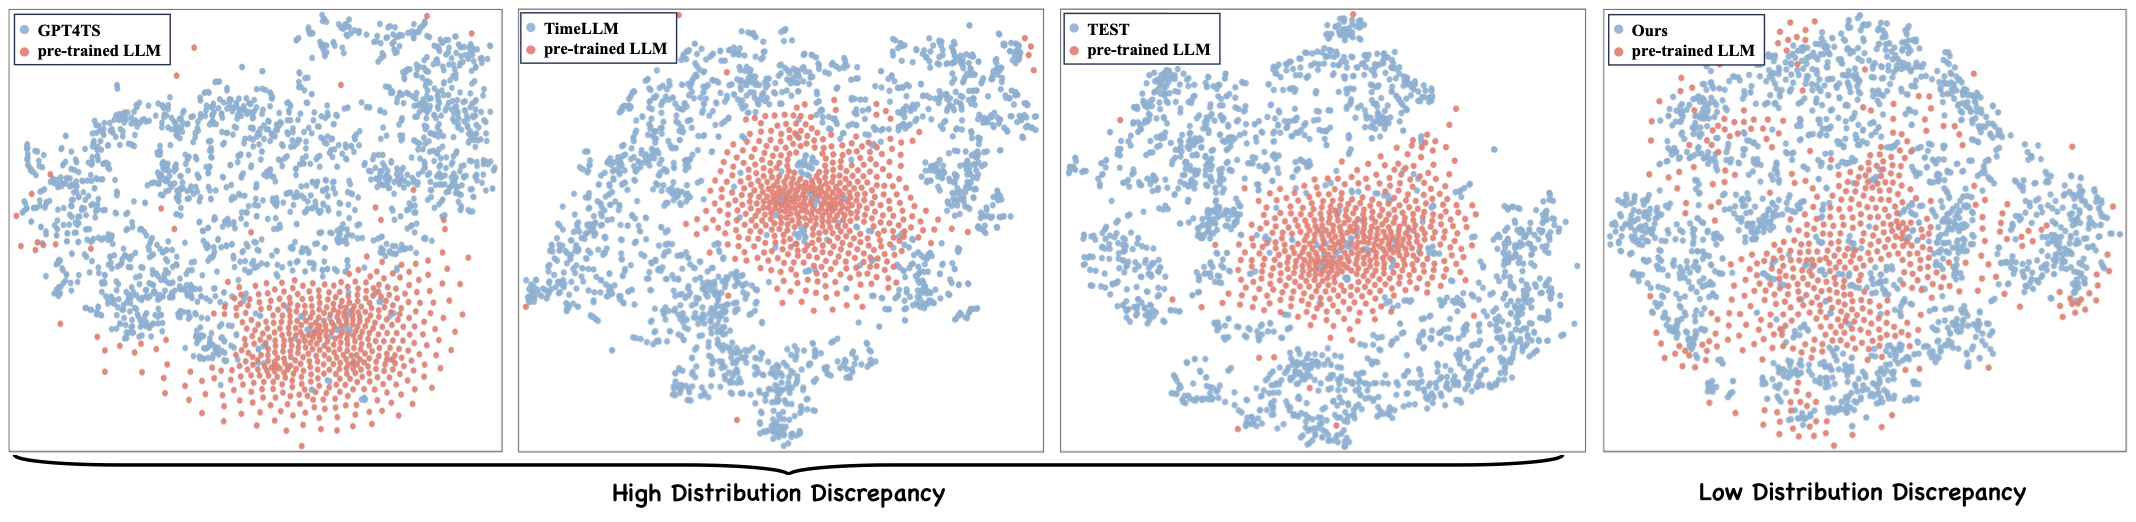 GPT4TS
pre-trained LLM
TimeLLM
pre-trained LLM
TEST
pre-trained LLM
Ours
pre-trained LLM
High Distribution Discrepancy
Low Distribution Discrepancy